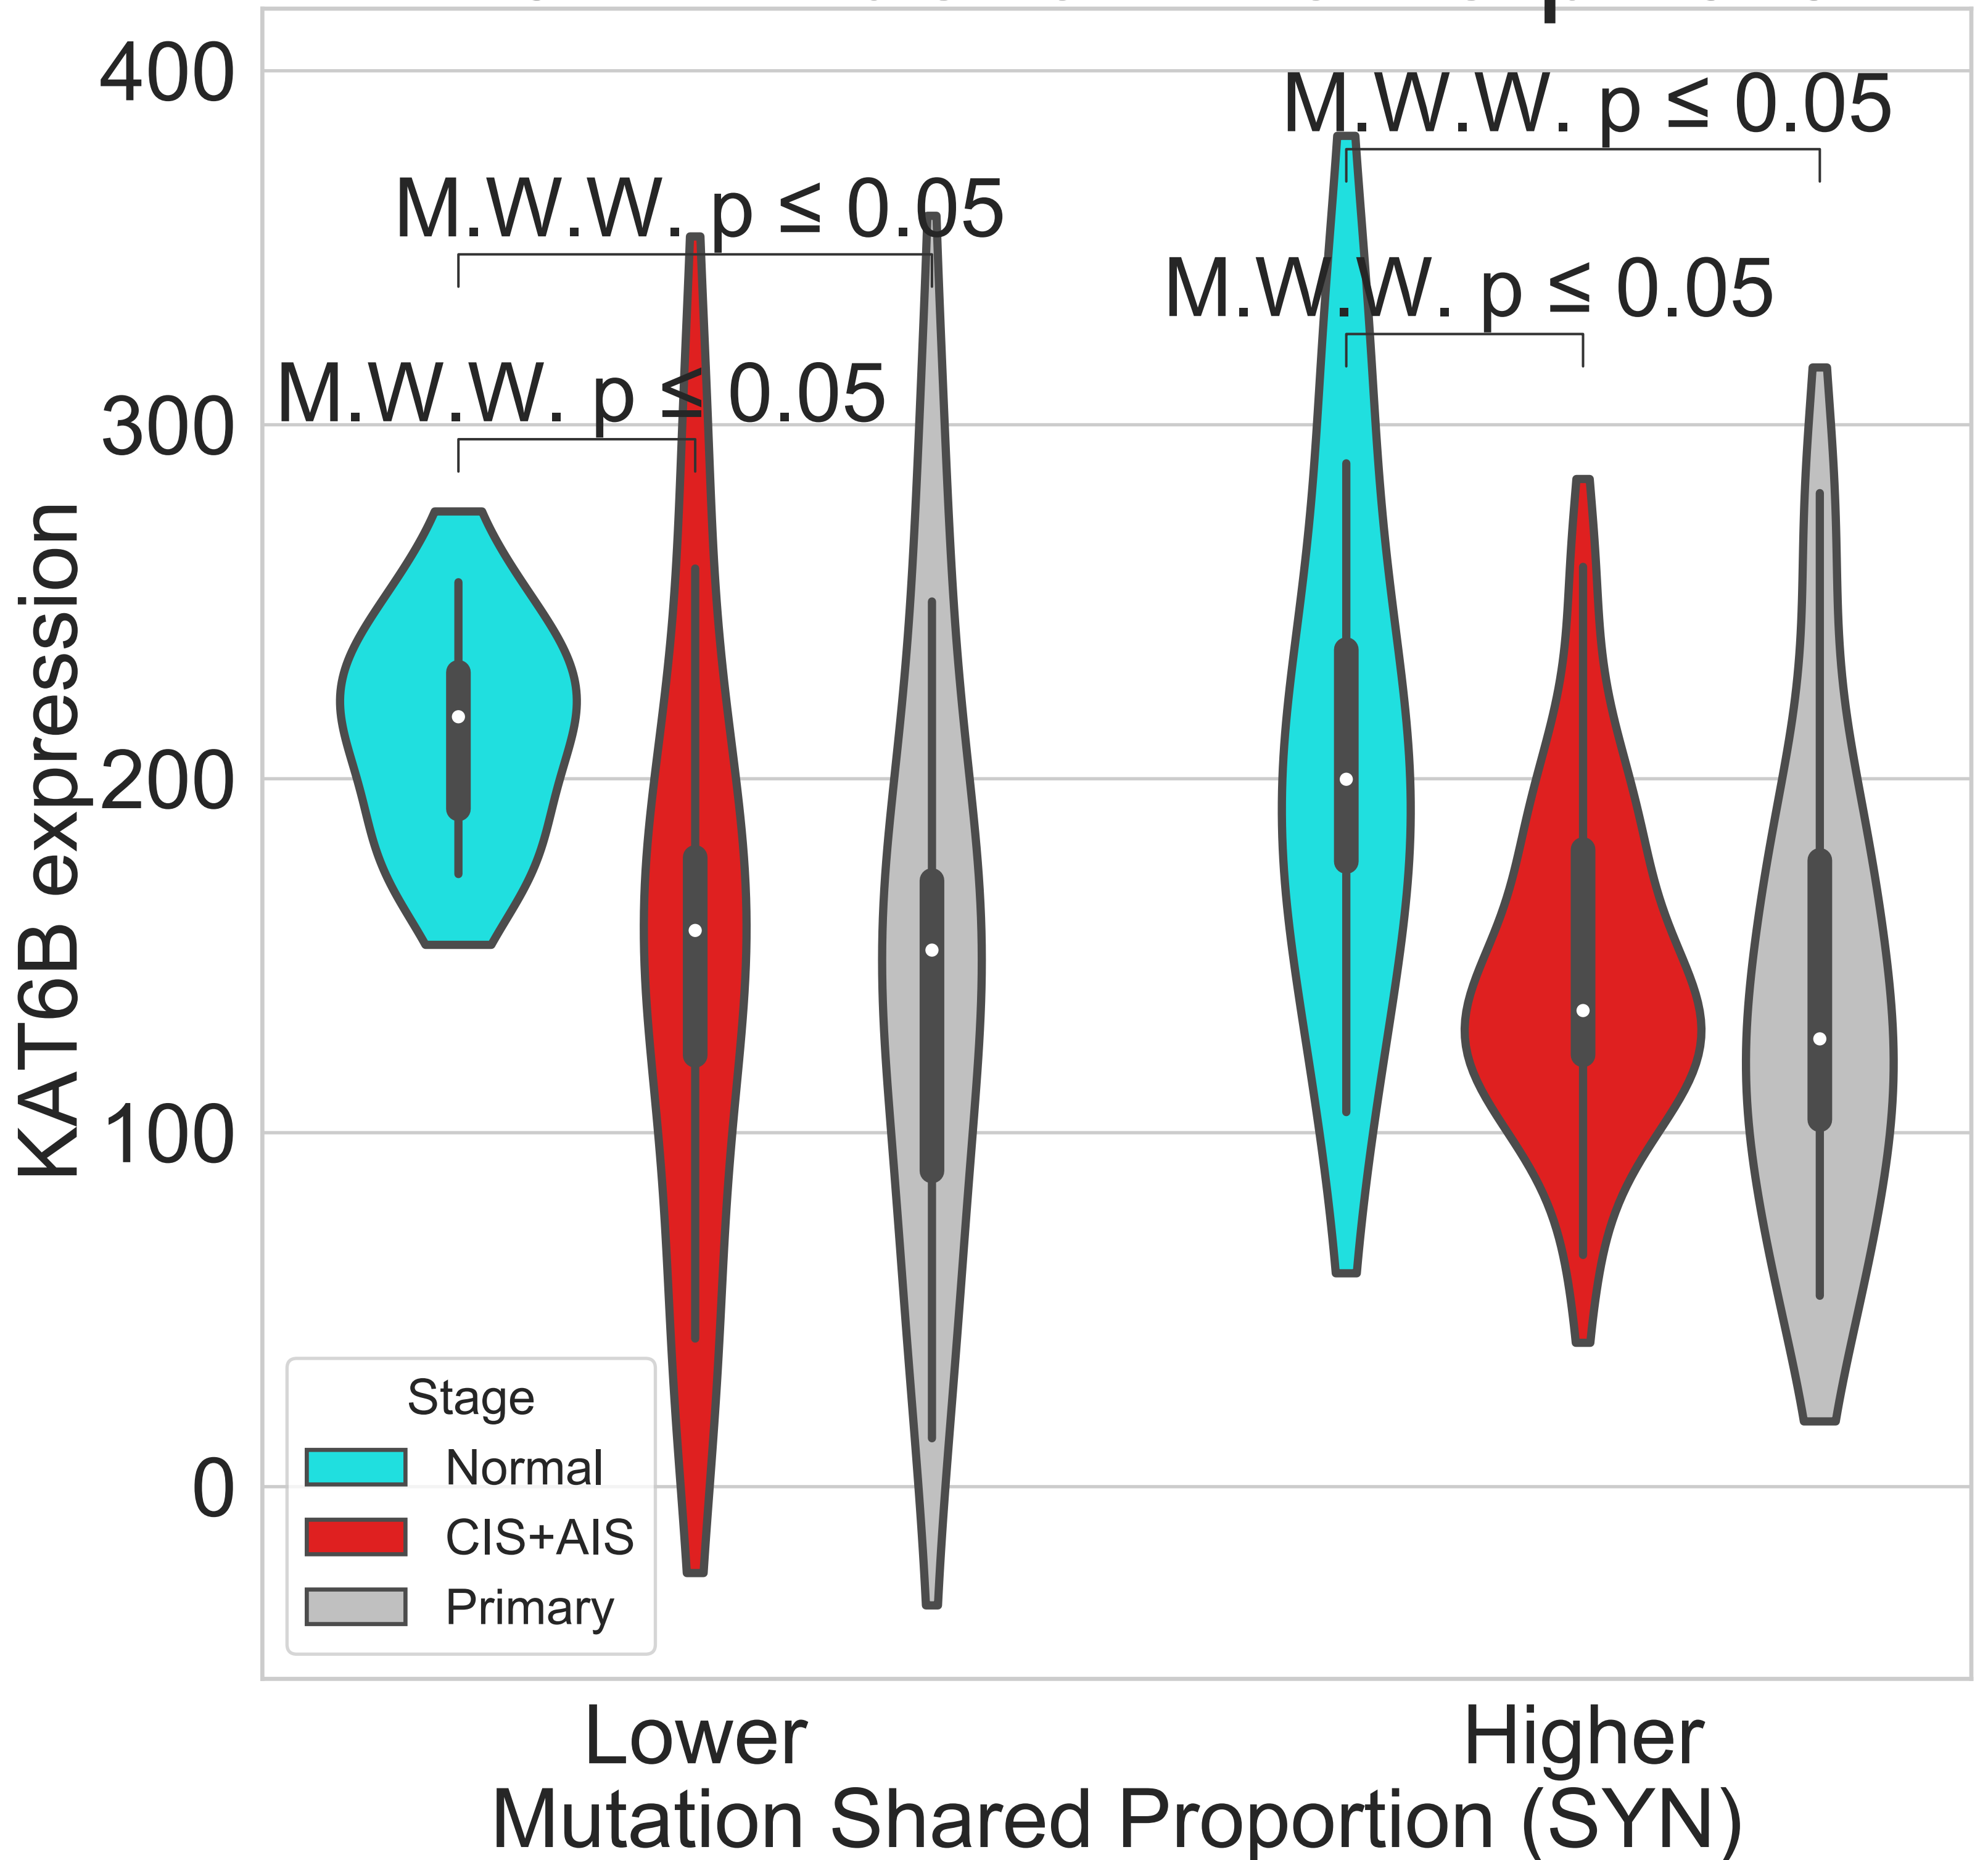 400
M.W.W. p ≤ 0.05
M.W.W. p ≤ 0.05
M.W.W. p ≤ 0.05
M.W.W. p ≤ 0.05
300
200
100
0
KAT6B expression
Stage
Normal
CIS+AIS
Primary
Lower
Higher
Mutation Shared Proportion (SYN)